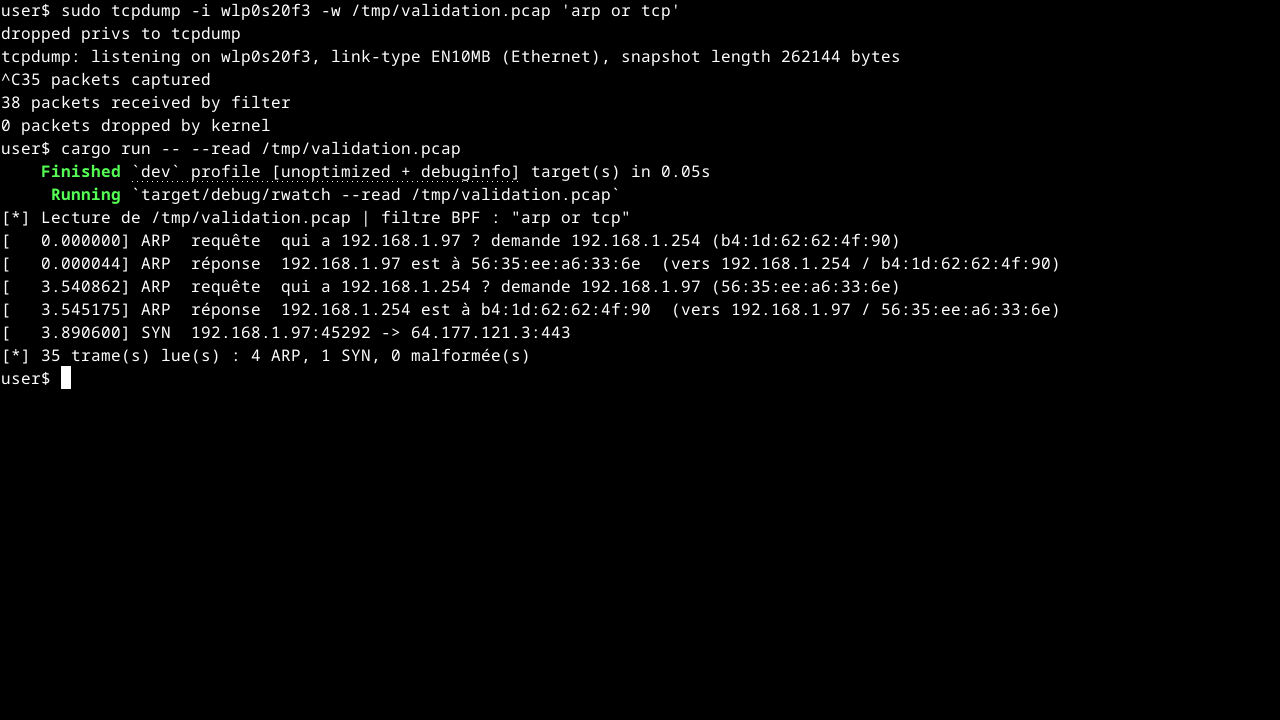 user$ sudo tcpdump -i wlp0s20f3 -w /tmp/validation.pcap 'arp or tcp'
dropped privs to tcpdump
tcpdump: listening on wlp0s20f3, link-type EN10MB (Ethernet), snapshot length 262144 bytes
^C35 packets captured
38 packets received by filter
0 packets dropped by kernel
user$ cargo run -- --read /tmp/validation.pcap
    Finished `dev` profile [unoptimized + debuginfo] target(s) in 0.05s
     Running `target/debug/rwatch --read /tmp/validation.pcap`
[*] Lecture de /tmp/validation.pcap | filtre BPF : "arp or tcp"
[   0.000000] ARP  requête  qui a 192.168.1.97 ? demande 192.168.1.254 (b4:1d:62:62:4f:90)
[   0.000044] ARP  réponse  192.168.1.97 est à 56:35:ee:a6:33:6e  (vers 192.168.1.254 / b4:1d:62:62:4f:90)
[   3.540862] ARP  requête  qui a 192.168.1.254 ? demande 192.168.1.97 (56:35:ee:a6:33:6e)
[   3.545175] ARP  réponse  192.168.1.254 est à b4:1d:62:62:4f:90  (vers 192.168.1.97 / 56:35:ee:a6:33:6e)
[   3.890600] SYN  192.168.1.97:45292 -> 64.177.121.3:443
[*] 35 trame(s) lue(s) : 4 ARP, 1 SYN, 0 malformée(s)
user$